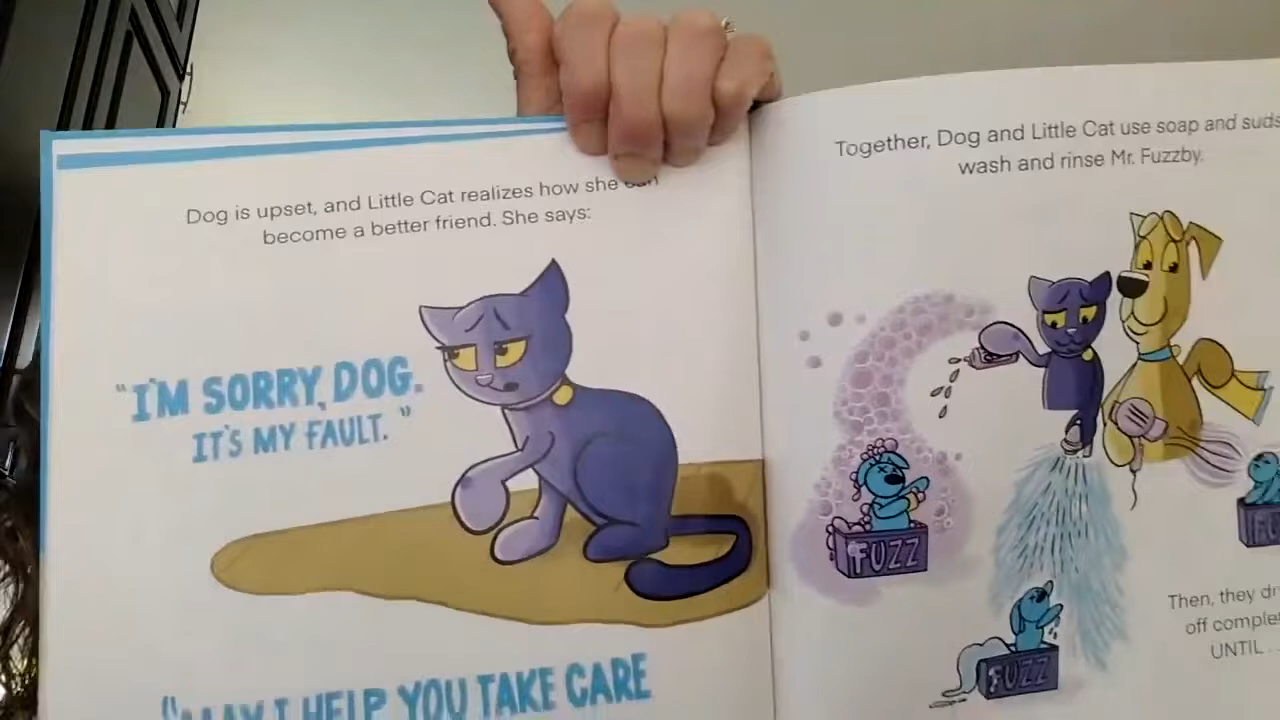 Dog is upset, and Little Cat realizes how she
become a better friend. She says:
"I'M SORRY, DOG.
IT'S MY FAULT."
"MAY I HELP YOU TAKE CARE
Together, Dog and Little Cat use soap and suds
wash and rinse Mr. Fuzzby.
FUZZ
FUZZ
Then, they
off
UNTIL